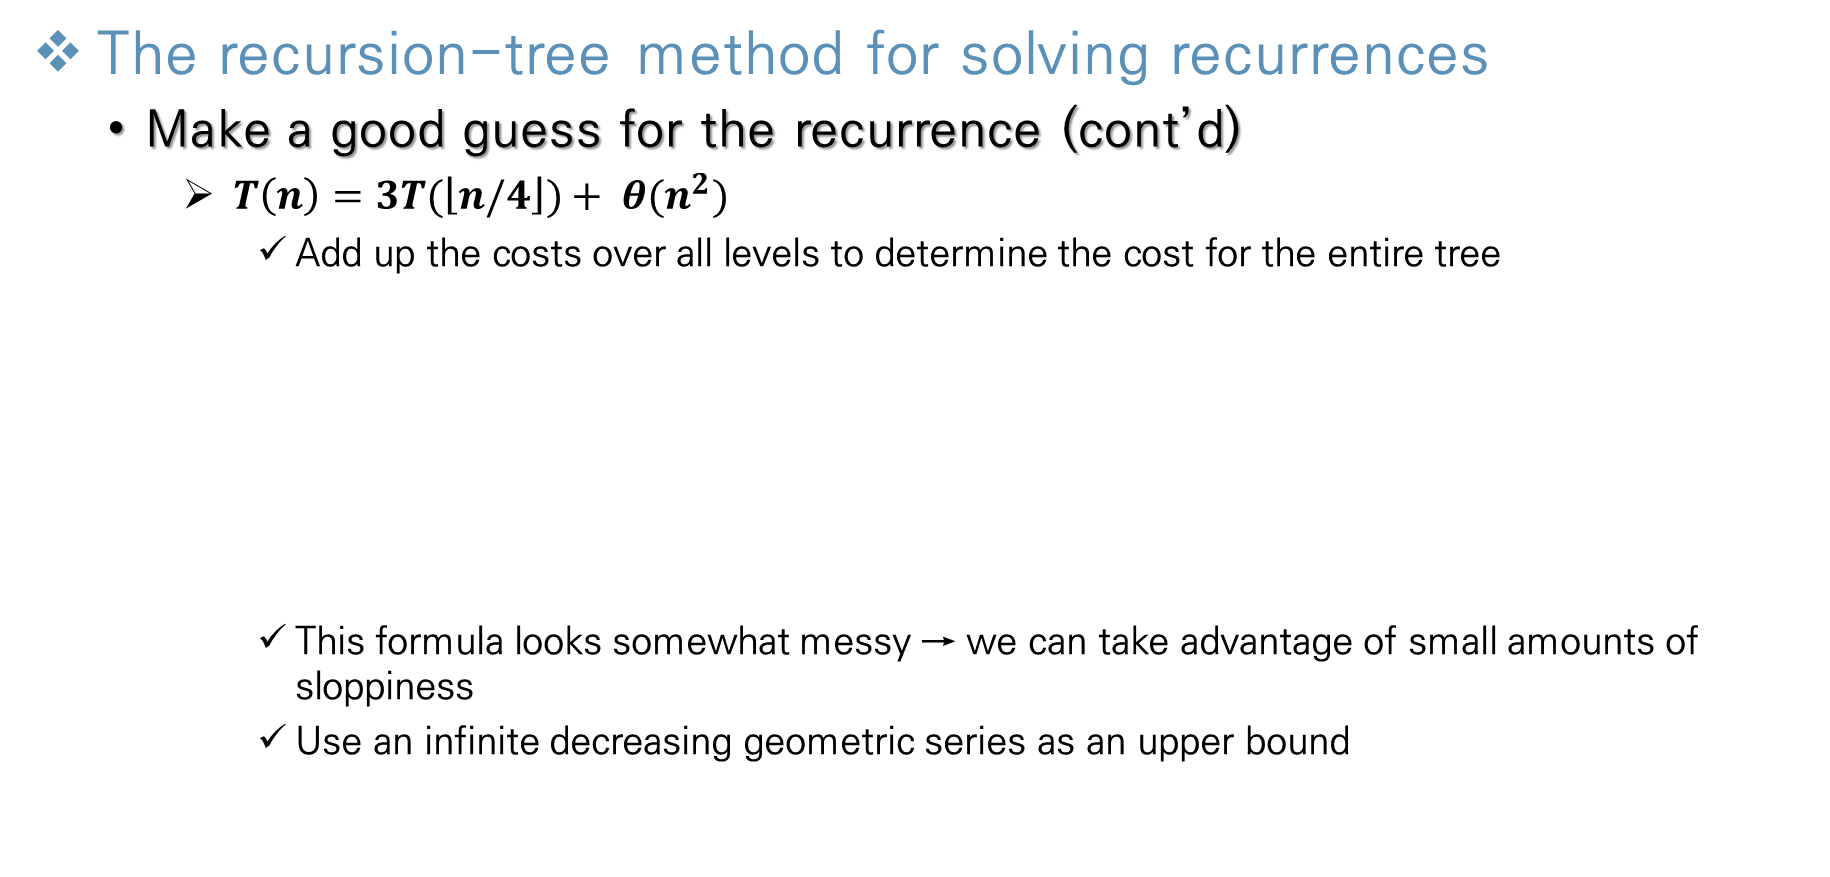 ❖ The recursion-tree method for solving recurrences
• Make a good guess for the recurrence (cont’d)
➢ T(n) = 3T(⌊n/4⌋) + θ(n²)
✓ Add up the costs over all levels to determine the cost for the entire tree
✓ This formula looks somewhat messy → we can take advantage of small amounts of
sloppiness
✓ Use an infinite decreasing geometric series as an upper bound